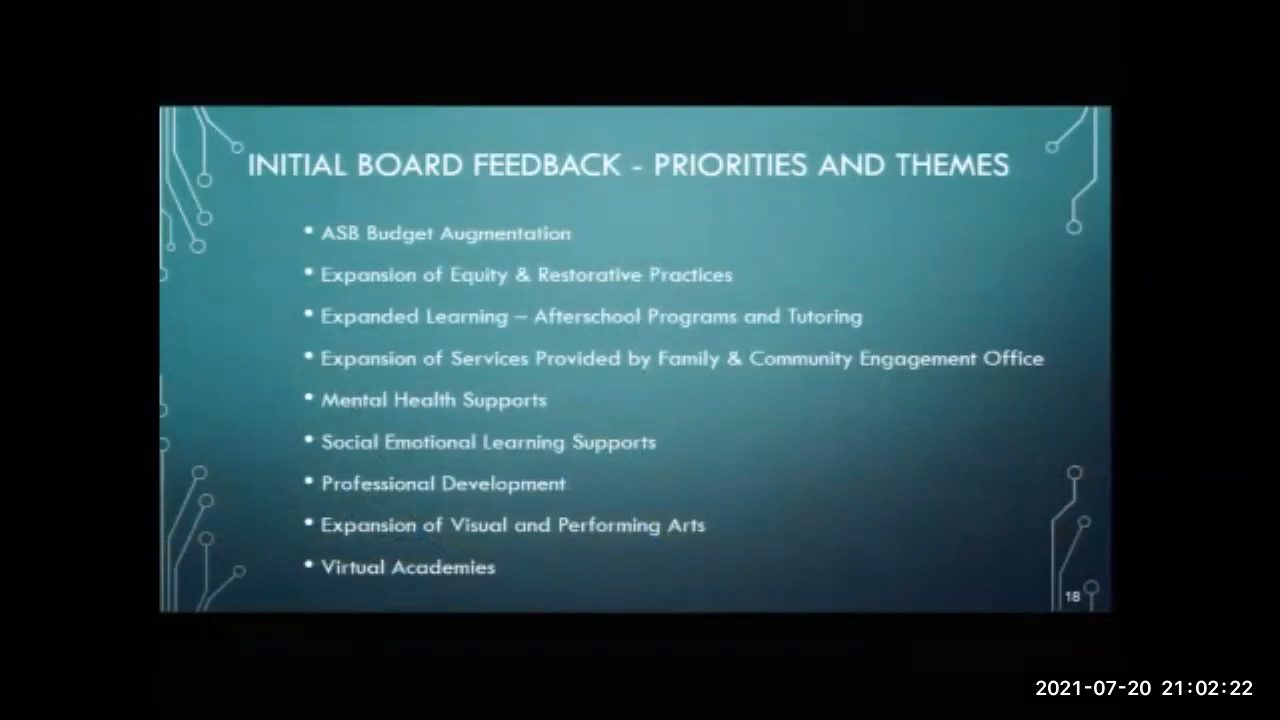 INITIAL BOARD FEEDBACK - PRIORITIES AND THEMES
• ASB Budget Augmentation
• Expansion of Equity & Restorative Practices
• Expanded Learning – Afterschool Programs and Tutoring
• Expansion of Services Provided by Family & Community Engagement Office
• Mental Health Supports
• Social Emotional Learning Supports
• Professional Development
• Expansion of Visual and Performing Arts
• Virtual Academies
18
2021-07-20 21:02:22